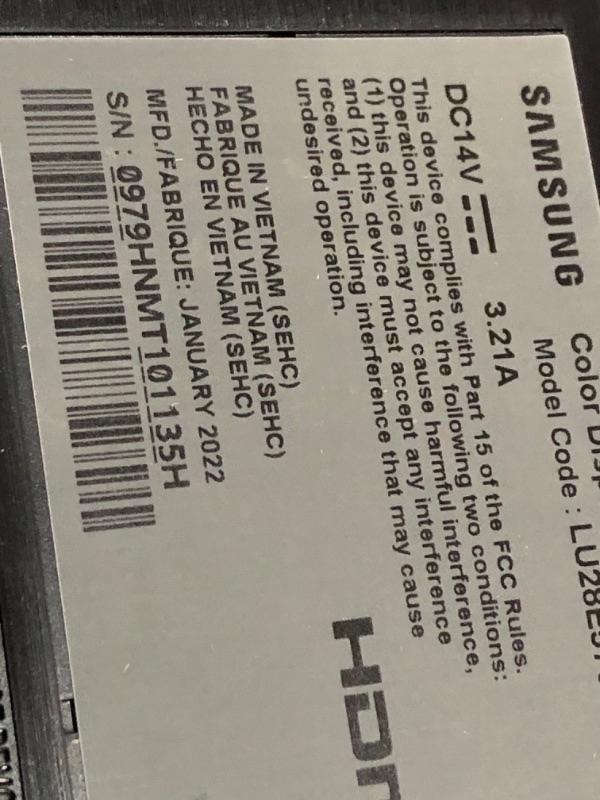 SAMSUNG
Color
Model Code : LU28E57
DC14V 3.21A
This device complies with Part 15 of the FCC Rules.
Operation is subject to the following two conditions:
(1) this device may not cause harmful interference,
and (2) this device must accept any interference
received, including interference that may cause
undesired operation.
MADE IN VIETNAM (SEHC)
FABRIQUE AU VIETNAM (SEHC)
HECHO EN VIETNAM (SEHC)
MFD./FABRIQUE: JANUARY 2022
S/N : 0979HNMT101135H